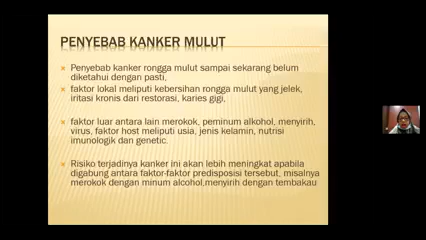 PENYEBAB KANKER MULUT
Penyebab kanker rongga mulut sampai sekarang belum
diketahui dengan pasti,
faktor lokal meliputi kebersihan rongga mulut yang jelek,
iritasi kronis dari restorasi, karies gigi,
faktor luar antara lain merokok, peminum alkohol, menyirih,
virus, faktor host meliputi usia, jenis kelamin, nutrisi
imunologik dan genetic.
Risiko terjadinya kanker ini akan lebih meningkat apabila
digabung antara faktor-faktor predisposisi tersebut, misalnya
merokok dengan minum alcohol,menyirih dengan tembakau